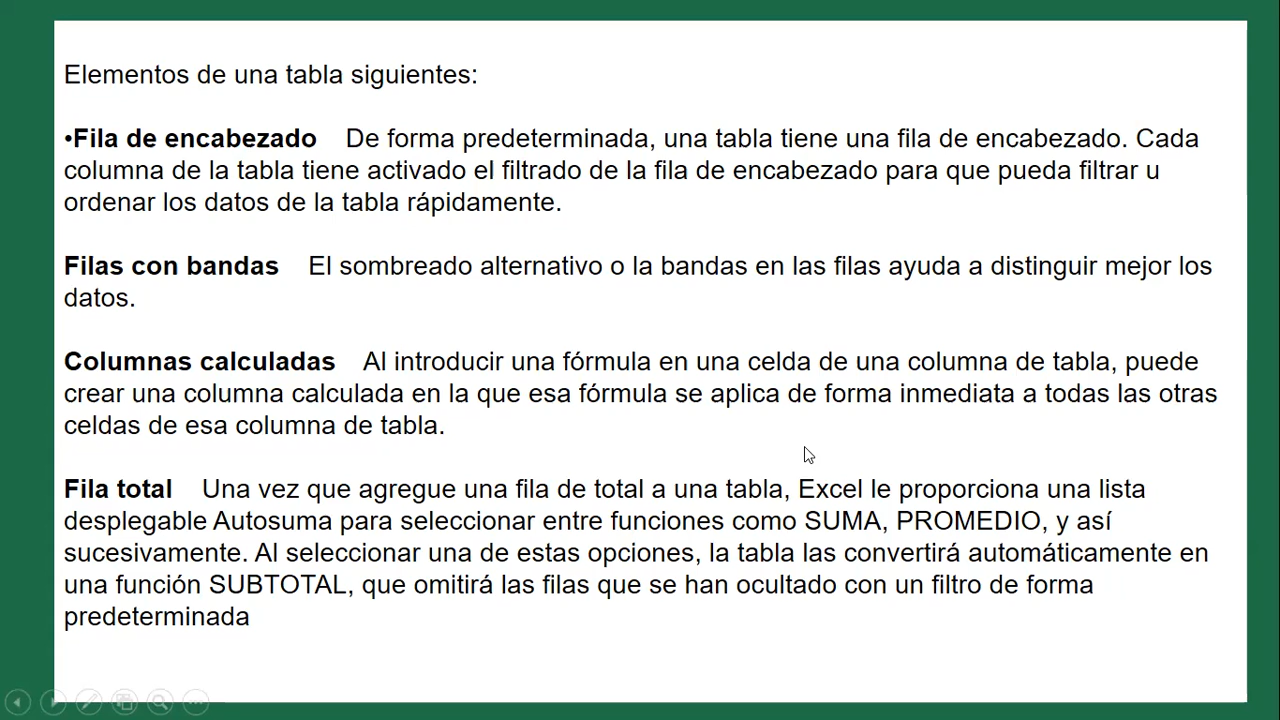 Elementos de una tabla siguientes:
•Fila de encabezado De forma predeterminada, una tabla tiene una fila de encabezado. Cada
columna de la tabla tiene activado el filtrado de la fila de encabezado para que pueda filtrar u
ordenar los datos de la tabla rápidamente.
Filas con bandas El sombreado alternativo o la bandas en las filas ayuda a distinguir mejor los
datos.
Columnas calculadas Al introducir una fórmula en una celda de una columna de tabla, puede
crear una columna calculada en la que esa fórmula se aplica de forma inmediata a todas las otras
celdas de esa columna de tabla.
Fila total Una vez que agregue una fila de total a una tabla, Excel le proporciona una lista
desplegable Autosuma para seleccionar entre funciones como SUMA, PROMEDIO, y así
sucesivamente. Al seleccionar una de estas opciones, la tabla las convertirá automáticamente en
una función SUBTOTAL, que omitirá las filas que se han ocultado con un filtro de forma
predeterminada